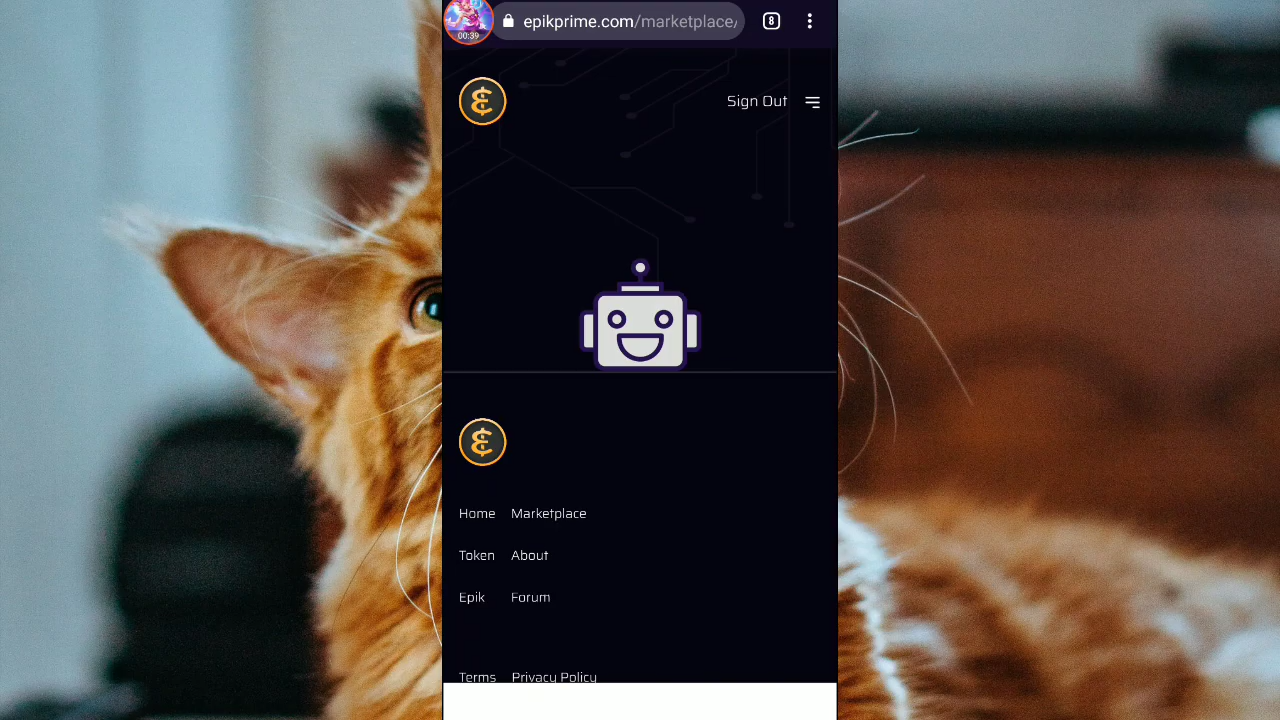 00:39
epikprime.com/marketplace/
8
Sign Out
Home Marketplace
Token About
Epik Forum
Terms Privacy Policy